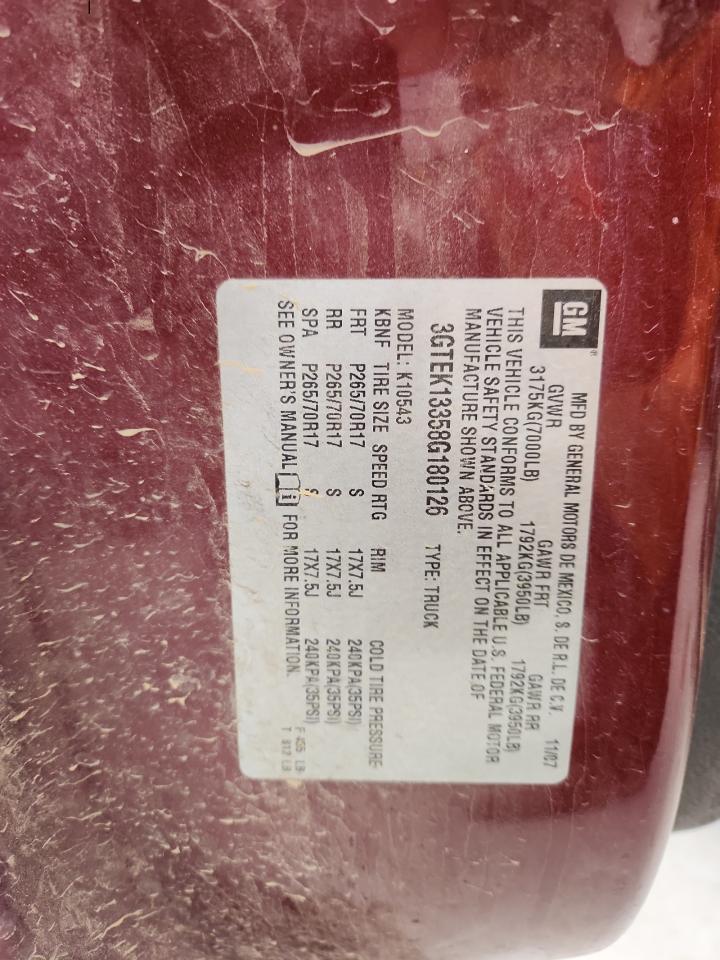 GM
MFD BY GENERAL MOTORS DE MEXICO, S. DE R.L. DE C.V. 11/07
GVWR GAWR FRT GAWR RR
3175KG(7000LB) 1792KG(3950LB) 1792KG(3950LB)
THIS VEHICLE CONFORMS TO ALL APPLICABLE U.S. FEDERAL MOTOR
VEHICLE SAFETY STANDARDS IN EFFECT ON THE DATE OF
MANUFACTURE SHOWN ABOVE.
3GTEK13358G180126 TYPE: TRUCK
MODEL: K10543
KBNF TIRE SIZE SPEED RTG RIM COLD TIRE PRESSURE
FRT P265/70R17 S 17X7.5J 240KPA(35PSI)
RR P265/70R17 S 17X7.5J 240KPA(35PSI)
SPA P265/70R17 S 17X7.5J 240KPA(35PSI)
SEE OWNER'S MANUAL FOR MORE INFORMATION.